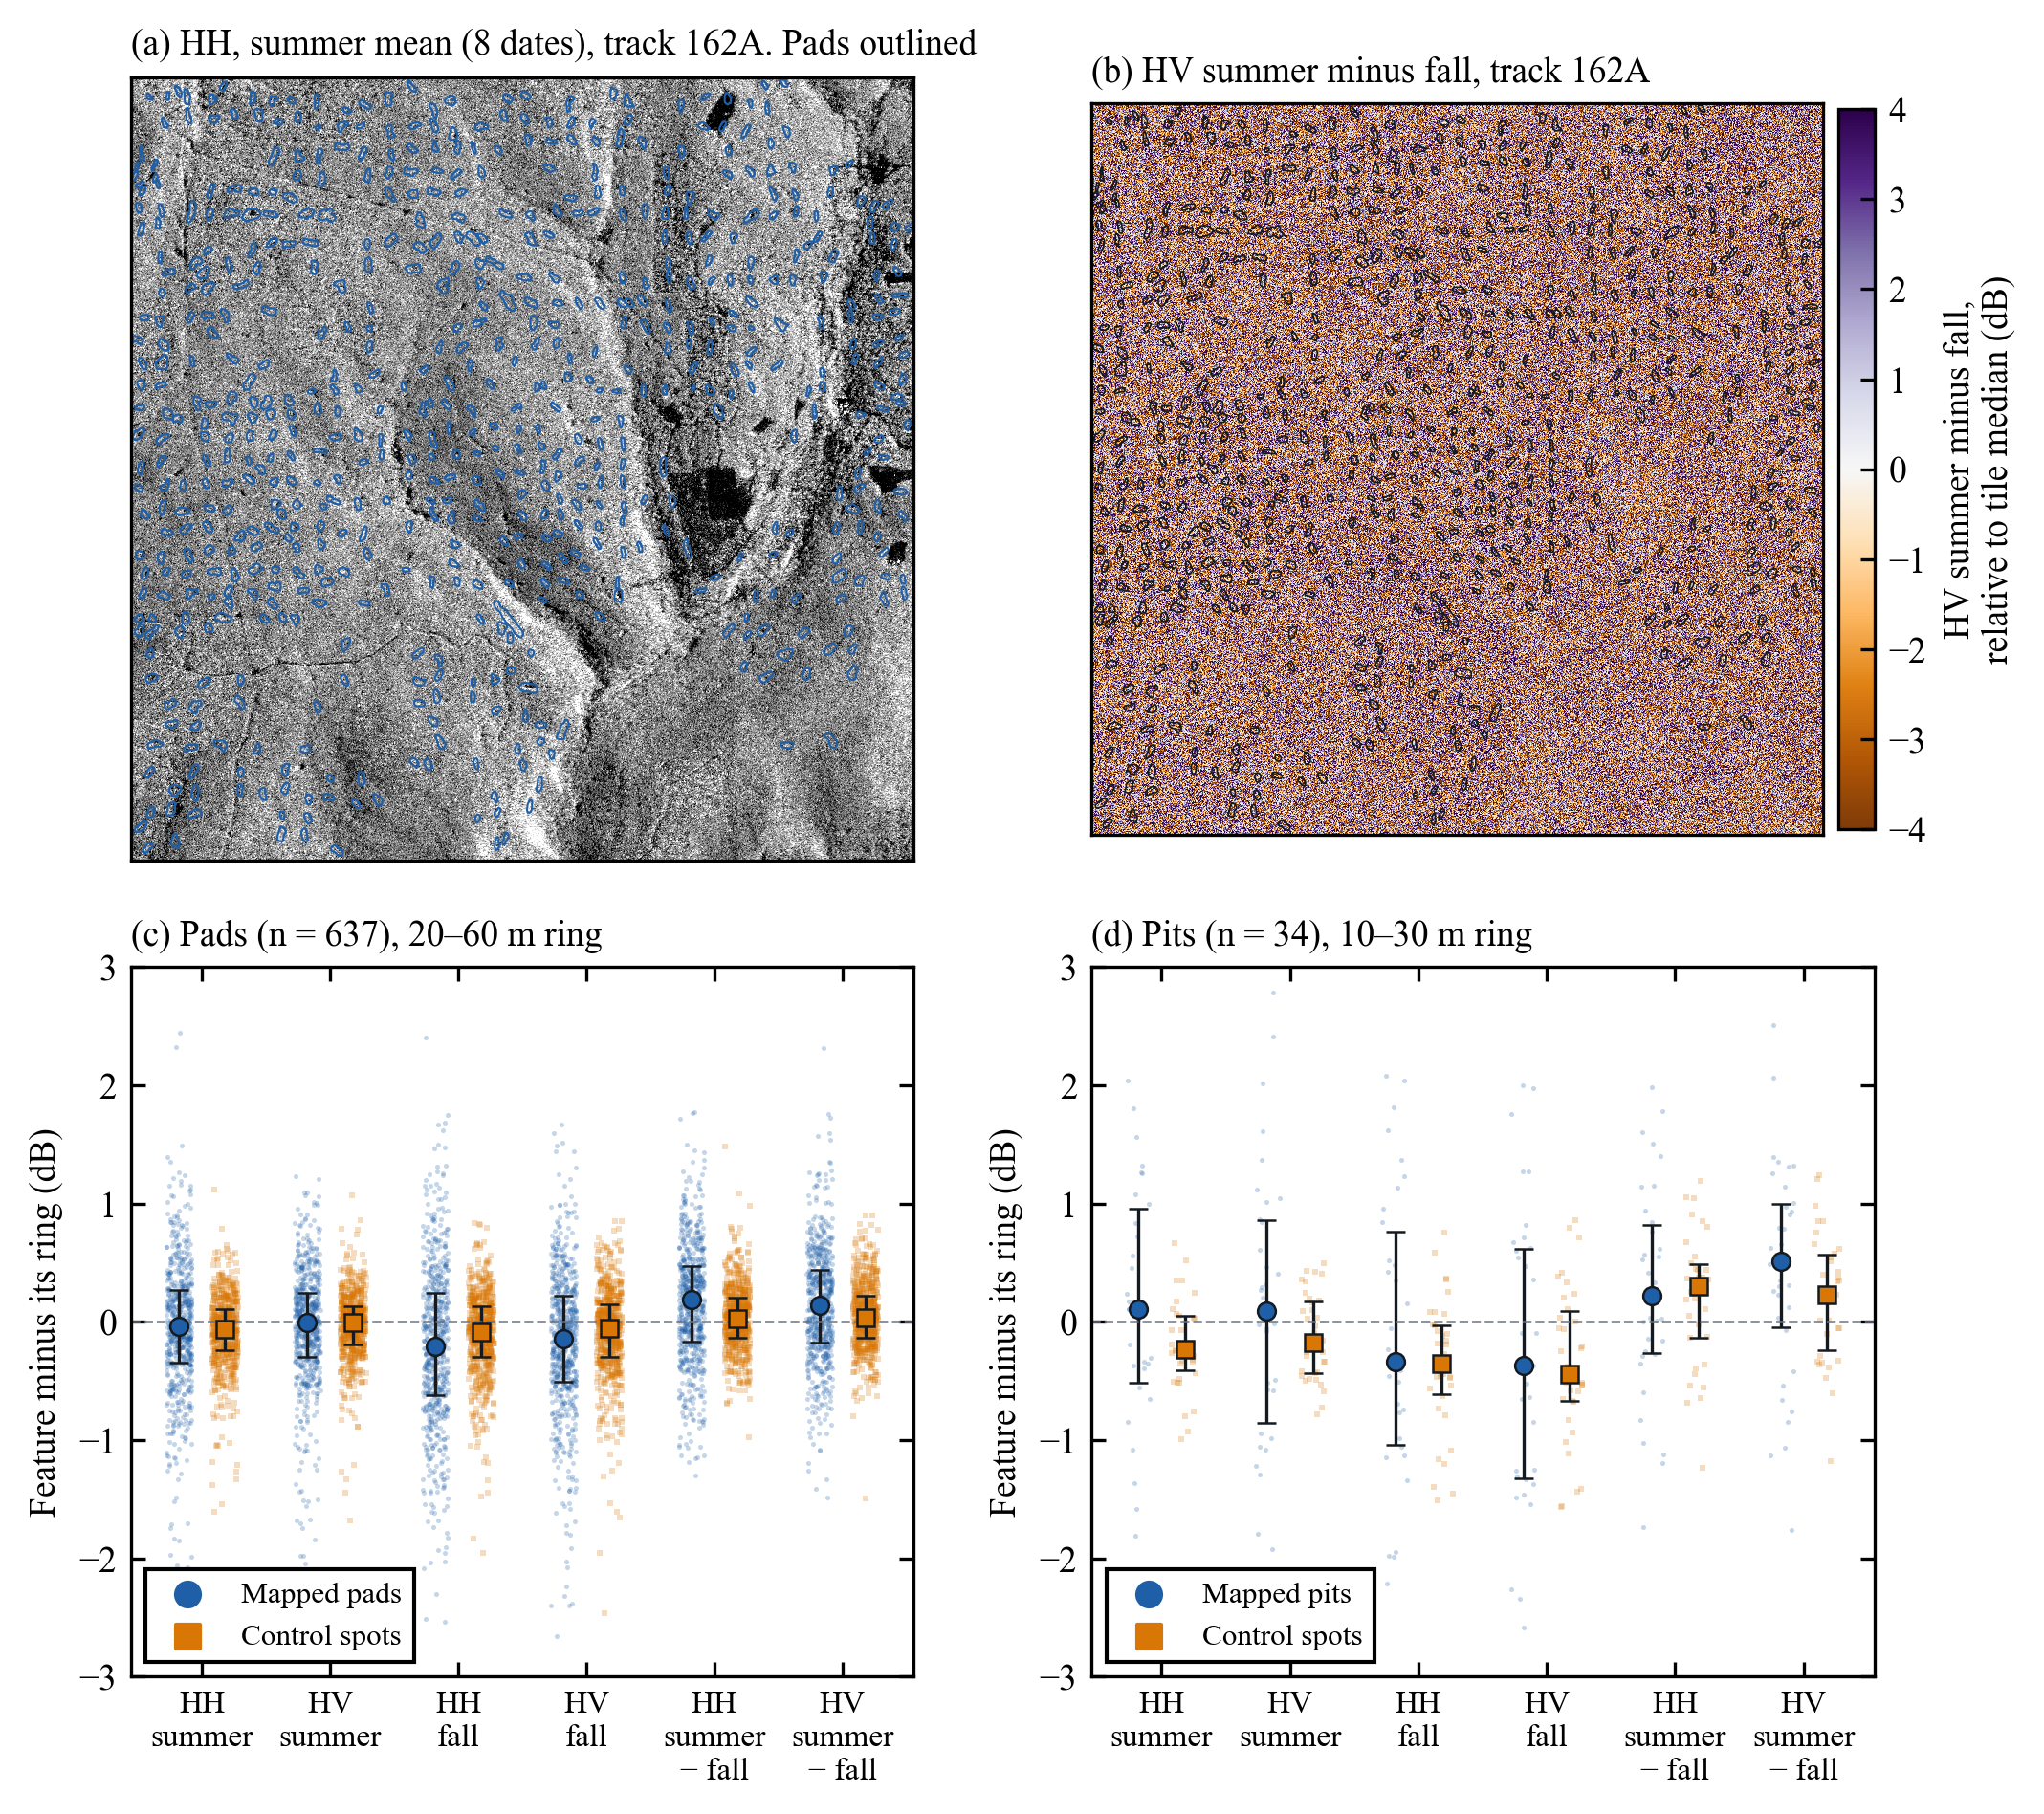 (a) HH, summer mean (8 dates), track 162A. Pads outlined
(b) HV summer minus fall, track 162A
4
3
2
1
0
−1
−2
−3
−4
HV summer minus fall,
relative to tile median (dB)
(c) Pads (n = 637), 20–60 m ring
3
2
1
0
−1
−2
−3
Feature minus its ring (dB)
Mapped pads
Control spots
HH
summer
HV
summer
HH
fall
HV
fall
HH
summer
− fall
HV
summer
− fall
(d) Pits (n = 34), 10–30 m ring
3
2
1
0
−1
−2
−3
Feature minus its ring (dB)
Mapped pits
Control spots
HH
summer
HV
summer
HH
fall
HV
fall
HH
summer
− fall
HV
summer
− fall